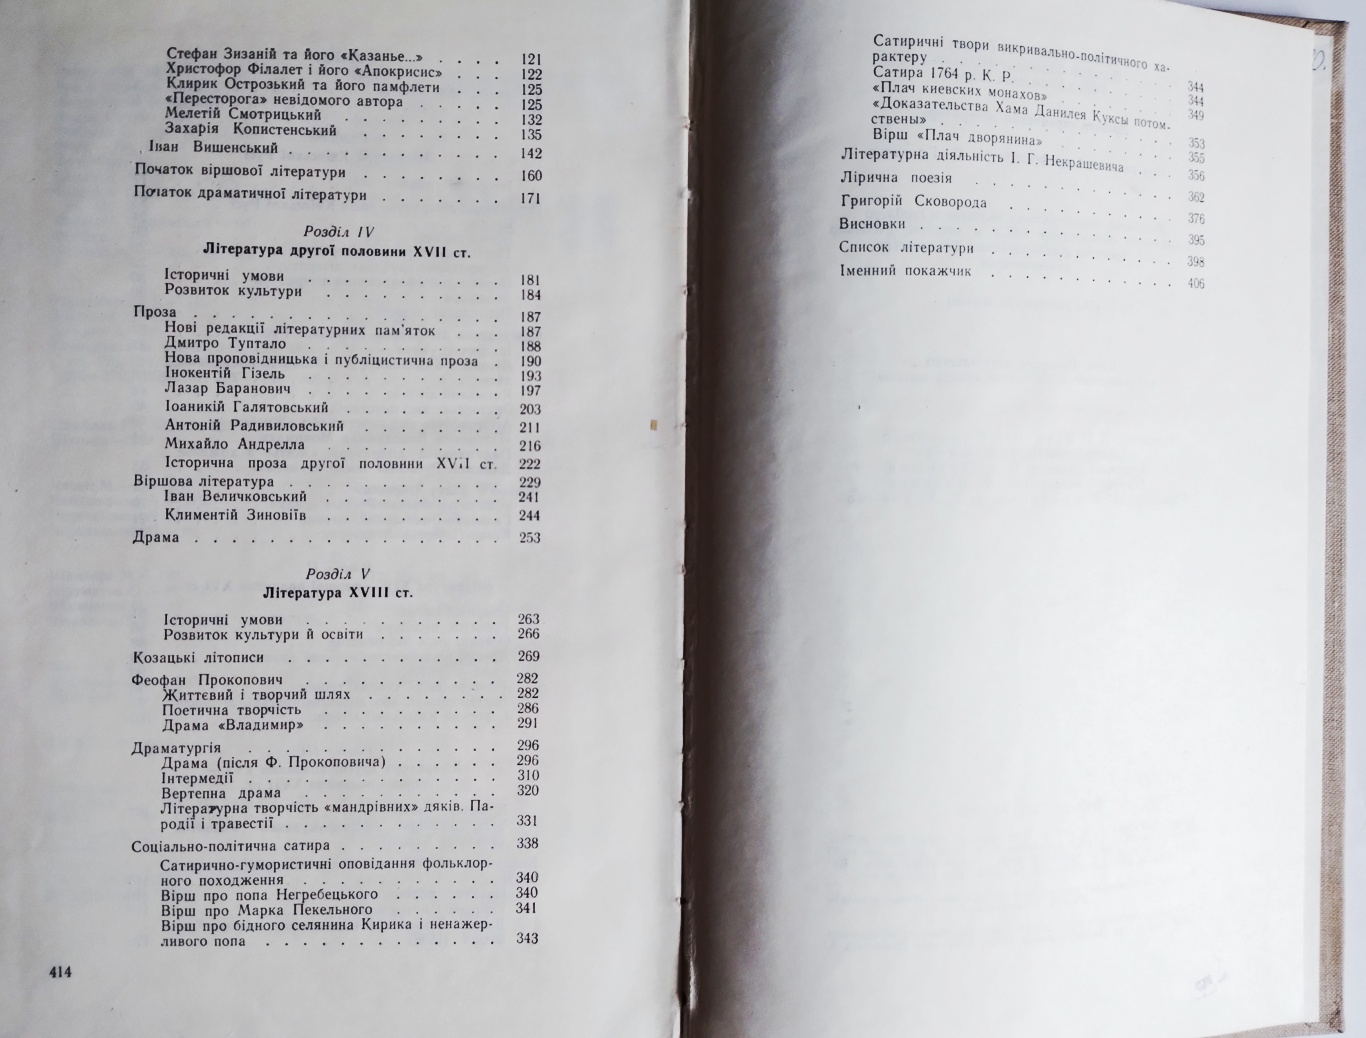 Стефан Зизаній та його «Казанье...» . . . . 121
Христофор Філалет і його «Апокрисис» . . . 122
Клирик Острозький та його памфлети . . . 125
«Пересторога» невідомого автора . . . . . 125
Мелетій Смотрицький . . . . . . . . 132
Захарія Копистенський . . . . . . . 135
Іван Вишенський . . . . . . . . . . . . 142
Початок віршової літератури . . . . . . . . 160
Початок драматичної літератури . . . . . . . 171
Розділ IV
Література другої половини XVII ст.
Історичні умови . . . . . . . . . . . 181
Розвиток культури . . . . . . . . . . 184
Проза . . . . . . . . . . . . . . . . . 187
Нові редакції літературних пам'яток . . . 187
Дмитро Туптало . . . . . . . . . . . 188
Нова проповідницька і публіцистична проза . 190
Інокентій Гізель . . . . . . . . . . . 193
Лазар Баранович . . . . . . . . . . . 197
Іоаникій Галятовський . . . . . . . . . 203
Антоній Радивиловський . . . . . . . . 211
Михайло Андрелла . . . . . . . . . . 216
Історична проза другої половини XVII ст. 222
Віршова література . . . . . . . . . . . . 229
Іван Величковський . . . . . . . . . . 241
Климентій Зиновіїв . . . . . . . . . . 244
Драма . . . . . . . . . . . . . . . . . 253
Розділ V
Література XVIII ст.
Історичні умови . . . . . . . . . . . 263
Розвиток культури й освіти . . . . . . . 266
Козацькі літописи . . . . . . . . . . . . 269
Феофан Прокопович . . . . . . . . . . . 282
Життєвий і творчий шлях . . . . . . . . 282
Поетична творчість . . . . . . . . . . 286
Драма «Владимир» . . . . . . . . . . 291
Драматургія . . . . . . . . . . . . . . 296
Драма (після Ф. Прокоповича) . . . . . . 296
Інтермедії . . . . . . . . . . . . . . 310
Вертепна драма . . . . . . . . . . . 320
Літературна творчість «мандрівних» дяків. Па-
родії і травестії . . . . . . . . . . . . 331
Соціально-політична сатира . . . . . . . . . 338
Сатирично-гумористичні оповідання фольклор-
ного походження . . . . . . . . . . . 340
Вірш про попа Негребецького . . . . . . 340
Вірш про Марка Пекельного . . . . . . 341
Вірш про бідного селянина Кирика і ненажер-
ливого попа . . . . . . . . . . . . . 343
414
Сатиричні твори викривально-політичного ха-
рактеру . . . . . . . . . . . . . . 344
Сатира 1764 р. К. Р. . . . . . . . . . 344
«Плач киевских монахов» . . . . . . . . 349
«Доказательства Хама Данилея Куксы потом-
ствены» . . . . . . . . . . . . . . 353
Вірш «Плач дворянина» . . . . . . . . 355
Літературна діяльність І. Г. Некрашевича . . . 356
Лірична поезія . . . . . . . . . . . 362
Григорій Сковорода . . . . . . . . . . 376
Висновки . . . . . . . . . . . . . . 395
Список літератури . . . . . . . . . . . 398
Іменний покажчик . . . . . . . . . . . 406